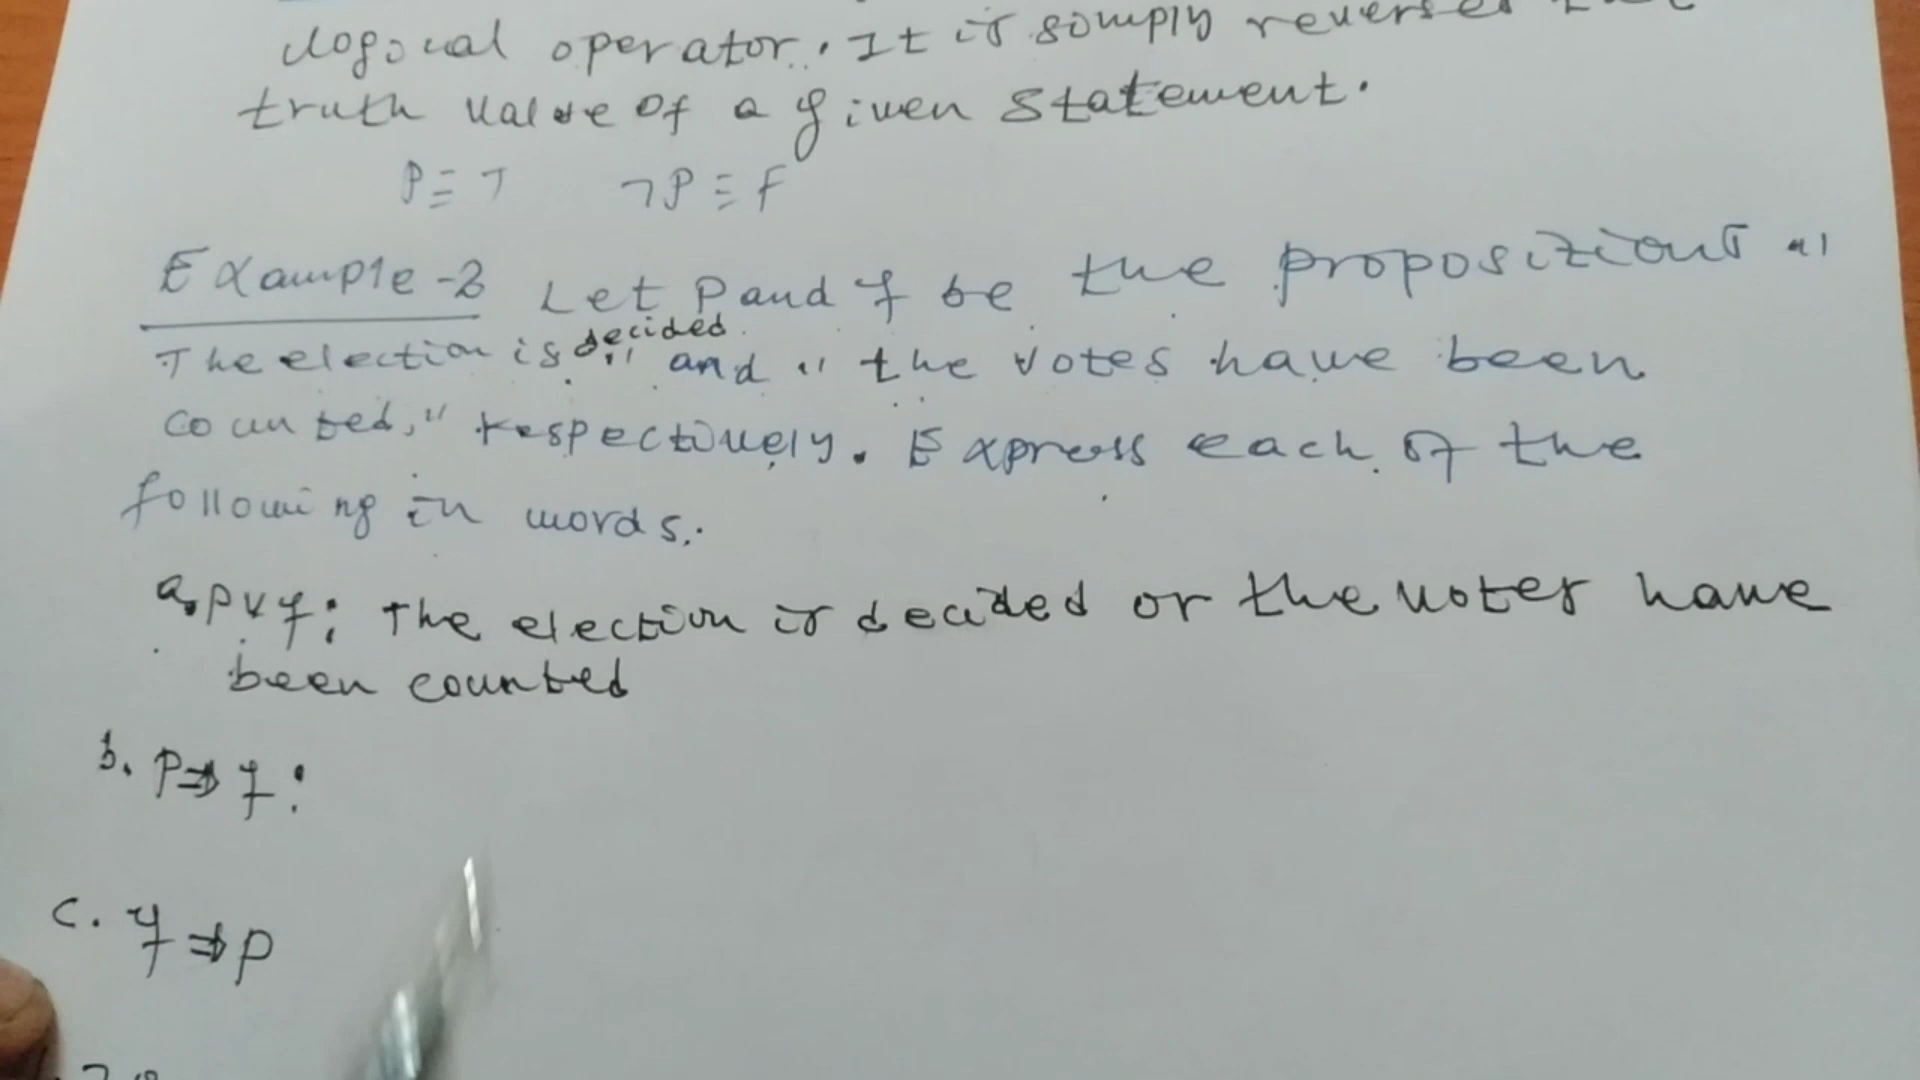 logical operator. It is simply reverses the
truth value of a given statement.
P ≡ T ¬P ≡ F
Example-2 Let P and q be the propositions "
The election is decided" and "the votes have been
counted," respectively. Express each of the
following in words.
a. p∨q: The election is decided or the votes have
been counted
b. P⇒q:
c. q⇒p